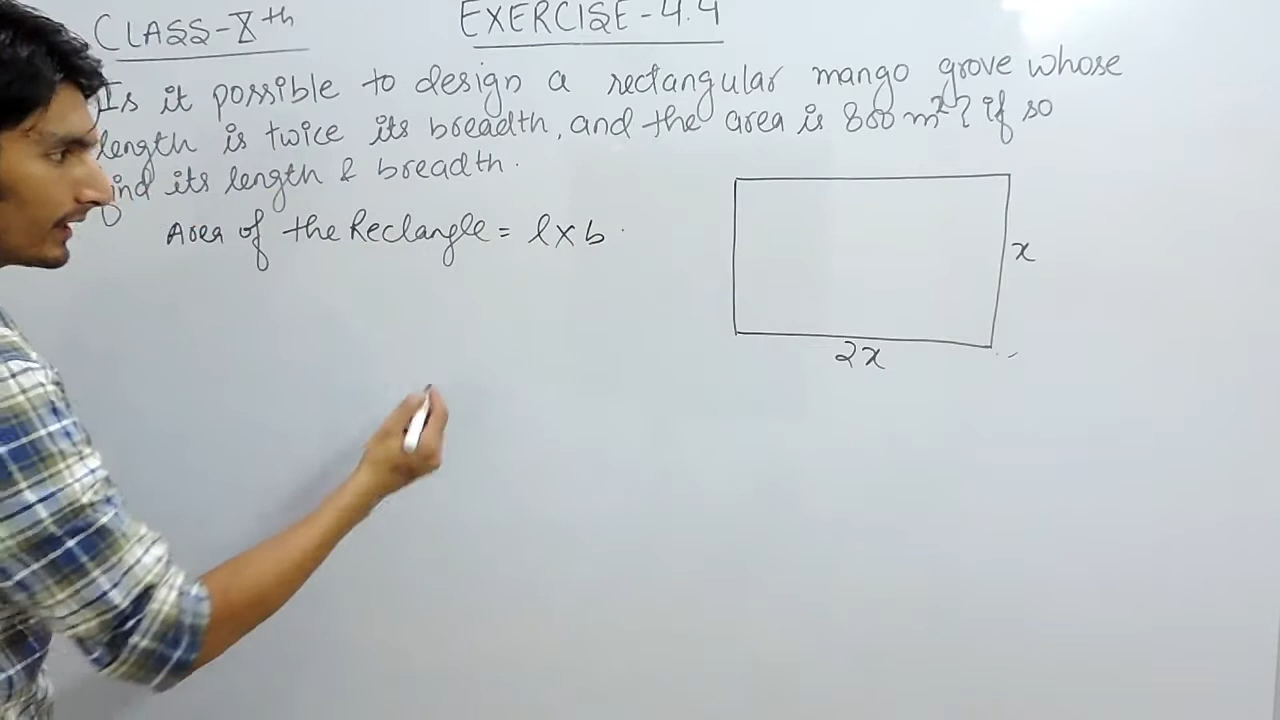 CLASS-Xth
EXERCISE-4.4
Is it possible to design a rectangular mango grove whose
length is twice its breadth, and the area is 800 m²? if so
find its length & breadth.
Area of the Rectangle = l x b.
x
2x